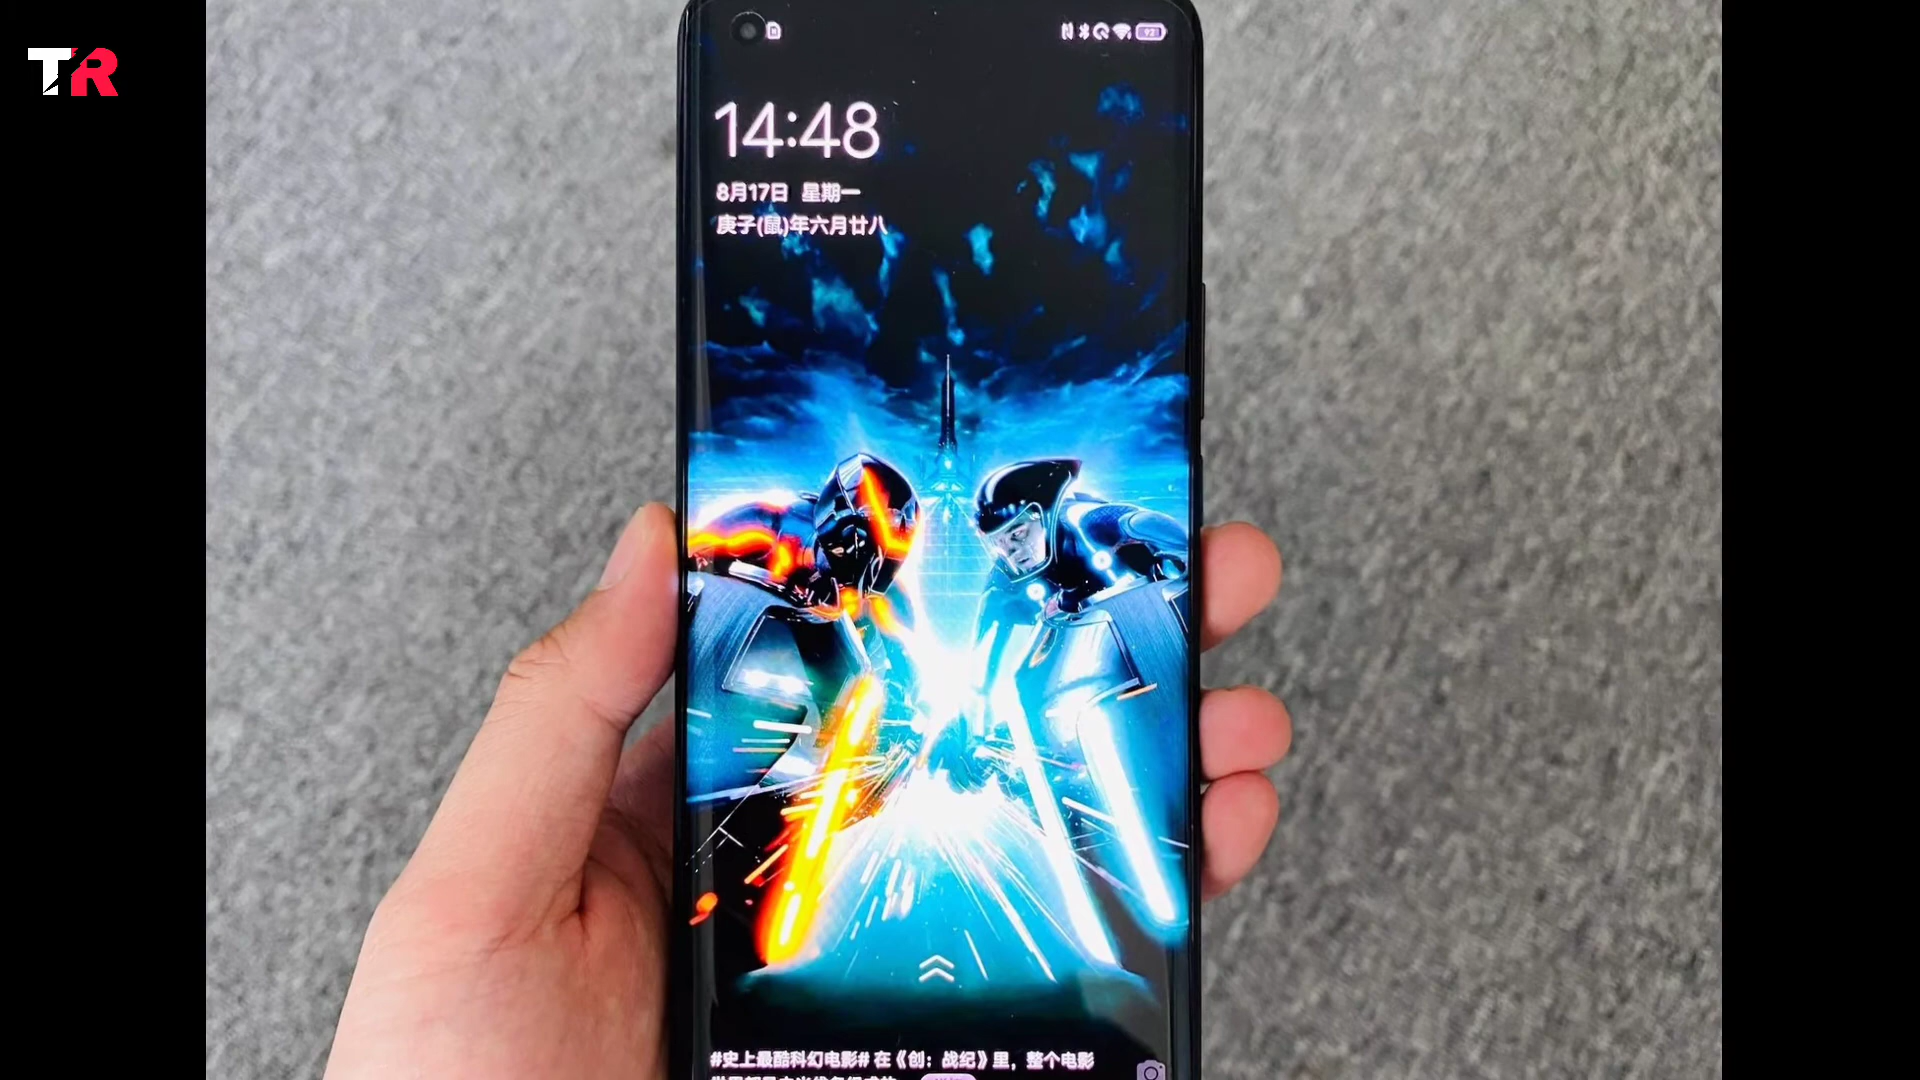 TR
92
14:48
8月17日 星期一
庚子(鼠)年六月廿八
#史上最酷科幻电影# 在《创：战纪》里，整个电影